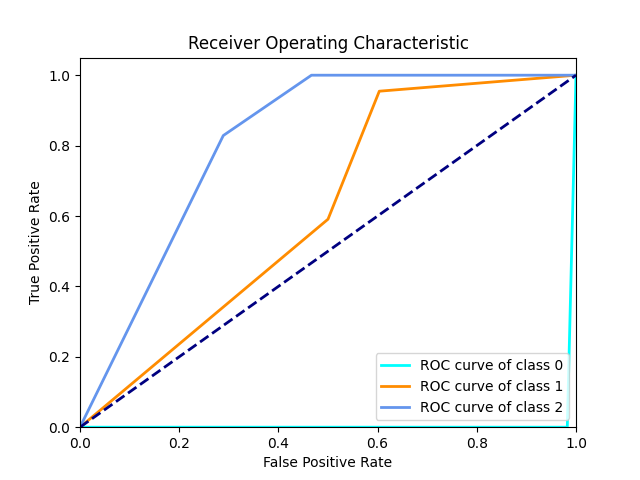 Receiver Operating Characteristic
True Positive Rate
1.0
0.8
0.6
0.4
0.2
0.0
0.0 0.2 0.4 0.6 0.8 1.0
False Positive Rate
ROC curve of class 0
ROC curve of class 1
ROC curve of class 2